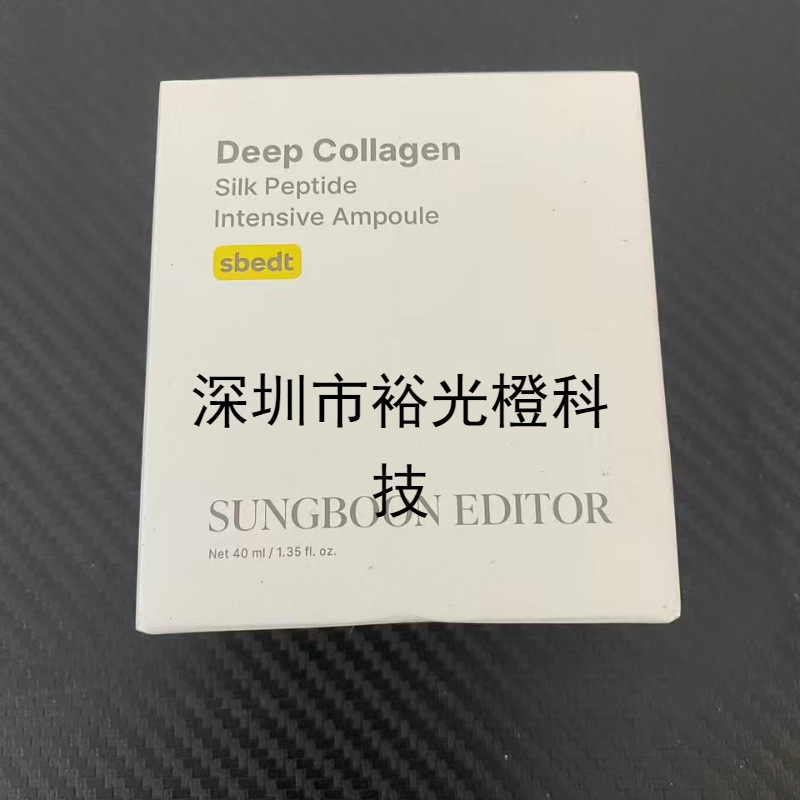 Deep Collagen
Silk Peptide
Intensive Ampoule
sbedt
深圳市裕光橙科
技
SUNGBOON EDITOR
Net 40 ml / 1.35 fl. oz.